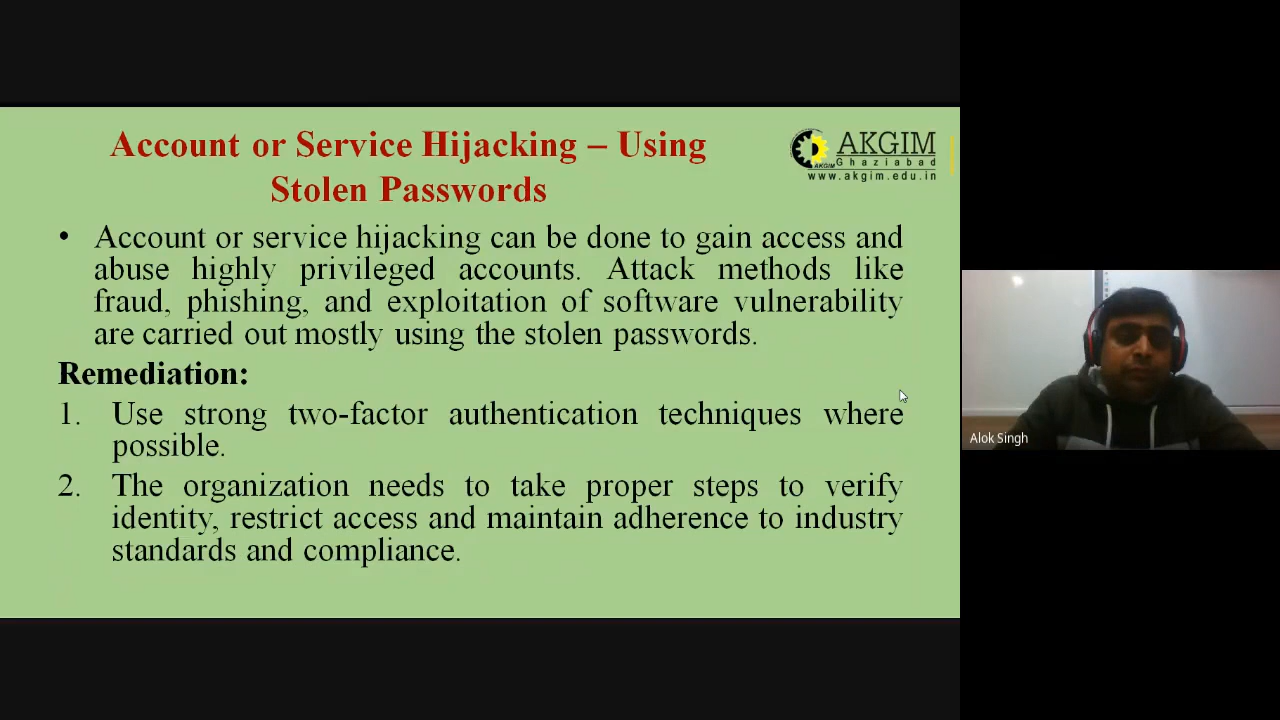 Account or Service Hijacking – Using
Stolen Passwords
AKGIM
Ghaziabad
AKGIM
www.akgim.edu.in
• Account or service hijacking can be done to gain access and
abuse highly privileged accounts. Attack methods like
fraud, phishing, and exploitation of software vulnerability
are carried out mostly using the stolen passwords.
Remediation:
1. Use strong two-factor authentication techniques where
possible.
2. The organization needs to take proper steps to verify
identity, restrict access and maintain adherence to industry
standards and compliance.
Alok Singh